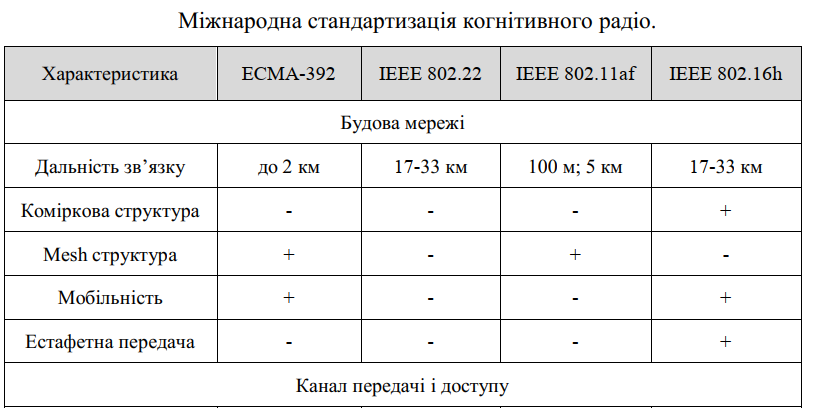 Міжнародна стандартизація когнітивного радіо.
Характеристика ECMA-392 IEEE 802.22 IEEE 802.11af IEEE 802.16h
Будова мережі
Дальність зв’язку до 2 км 17-33 км 100 м; 5 км 17-33 км
Коміркова структура - - - +
Mesh структура + - + -
Мобільність + - - +
Естафетна передача - - - +
Канал передачі і доступу